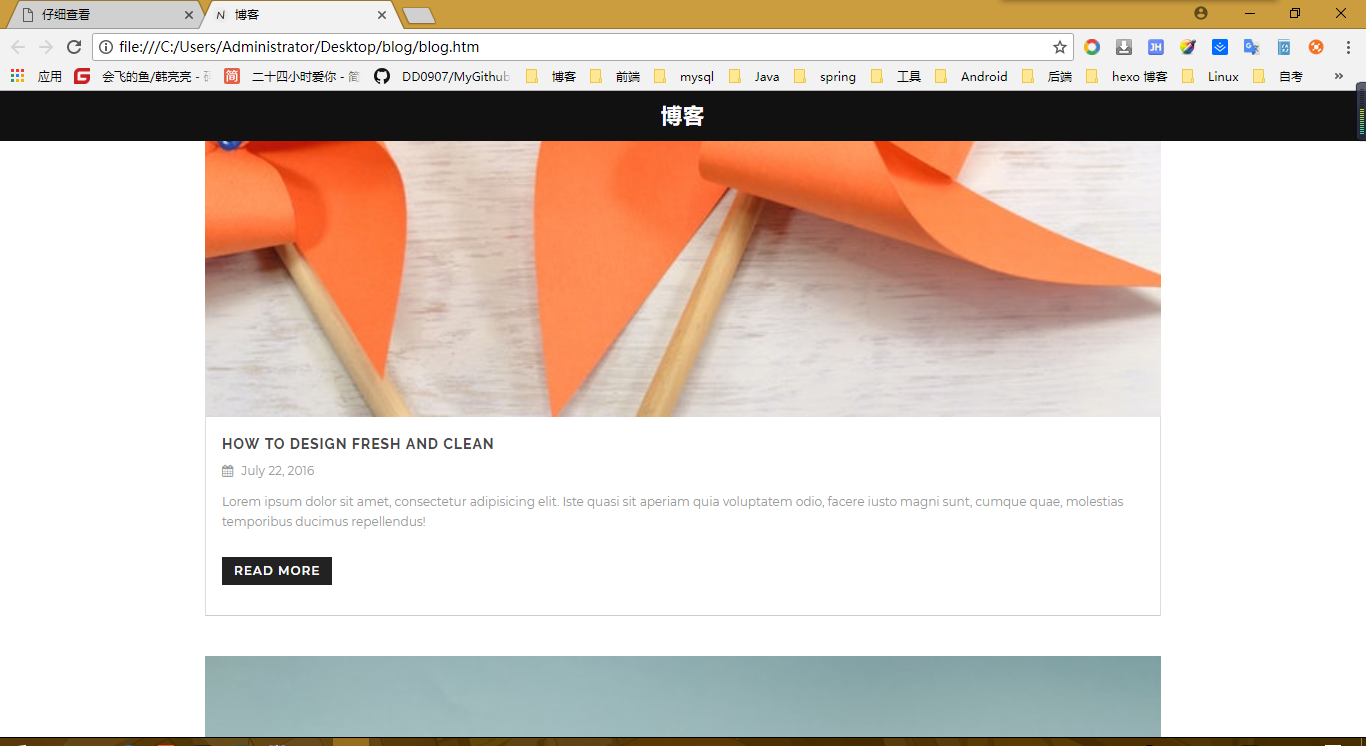 仔细查看
博客
file:///C:/Users/Administrator/Desktop/blog/blog.htm
应用 会飞的鱼/韩亮亮 - 简 二十四小时爱你 - 简 DD0907/MyGithub 博客 前端 mysql Java spring 工具 Android 后端 hexo 博客 Linux 自考 »
博客
HOW TO DESIGN FRESH AND CLEAN
July 22, 2016
Lorem ipsum dolor sit amet, consectetur adipisicing elit. Iste quasi sit aperiam quia voluptatem odio, facere iusto magni sunt, cumque quae, molestias
temporibus ducimus repellendus!
READ MORE